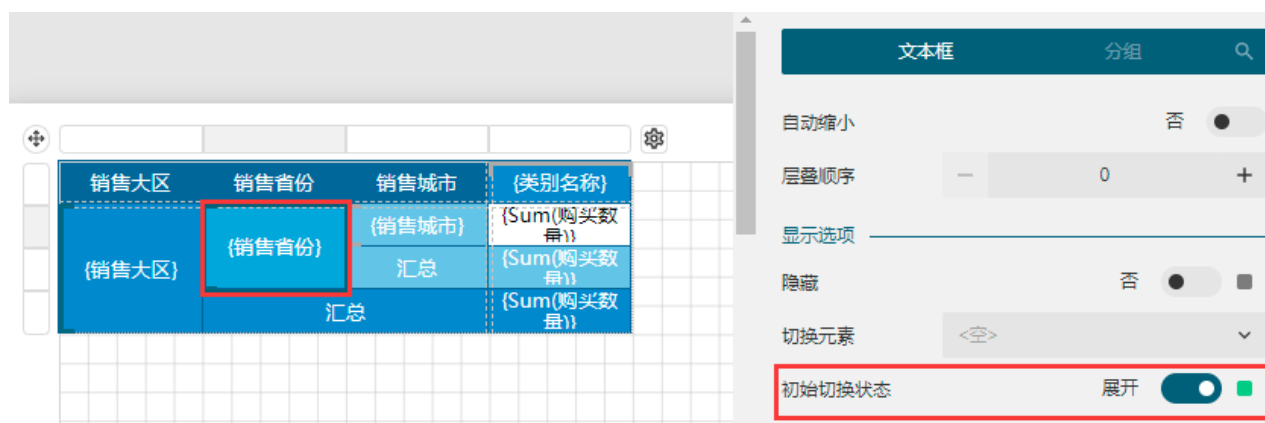 文本框 分组
自动缩小 否
层叠顺序 — 0 +
显示选项
隐藏 否
切换元素 <空>
初始切换状态 展开
销售大区 销售省份 销售城市 {类别名称}
{销售大区} {销售省份} {销售城市} {Sum(购买数
量)}
汇总 {Sum(购买数
量)}
汇总 {Sum(购买数
量)}